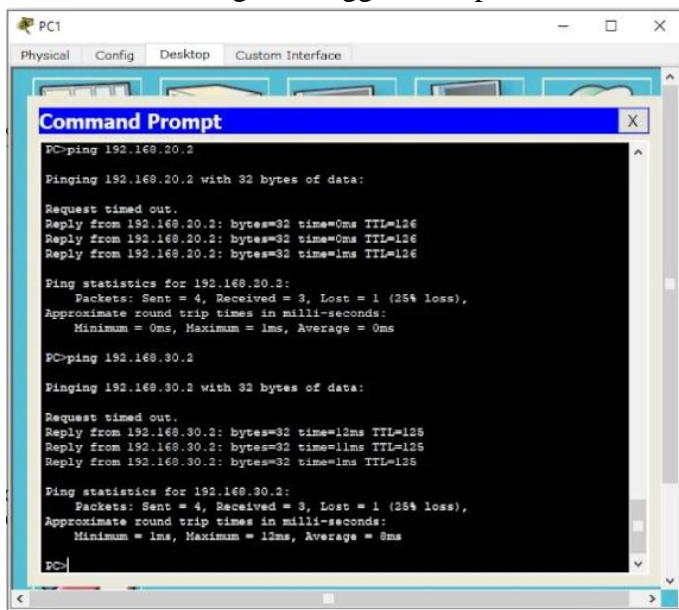 PC1
Physical Config Desktop Custom Interface
Command Prompt
X
PC>ping 192.168.20.2
Pinging 192.168.20.2 with 32 bytes of data:
Request timed out.
Reply from 192.168.20.2: bytes=32 time=0ms TTL=126
Reply from 192.168.20.2: bytes=32 time=0ms TTL=126
Reply from 192.168.20.2: bytes=32 time=1ms TTL=126
Ping statistics for 192.168.20.2:
Packets: Sent = 4, Received = 3, Lost = 1 (25% loss),
Approximate round trip times in milli-seconds:
Minimum = 0ms, Maximum = 1ms, Average = 0ms
PC>ping 192.168.30.2
Pinging 192.168.30.2 with 32 bytes of data:
Request timed out.
Reply from 192.168.30.2: bytes=32 time=12ms TTL=125
Reply from 192.168.30.2: bytes=32 time=11ms TTL=125
Reply from 192.168.30.2: bytes=32 time=1ms TTL=125
Ping statistics for 192.168.30.2:
Packets: Sent = 4, Received = 3, Lost = 1 (25% loss),
Approximate round trip times in milli-seconds:
Minimum = 1ms, Maximum = 12ms, Average = 8ms
PC>